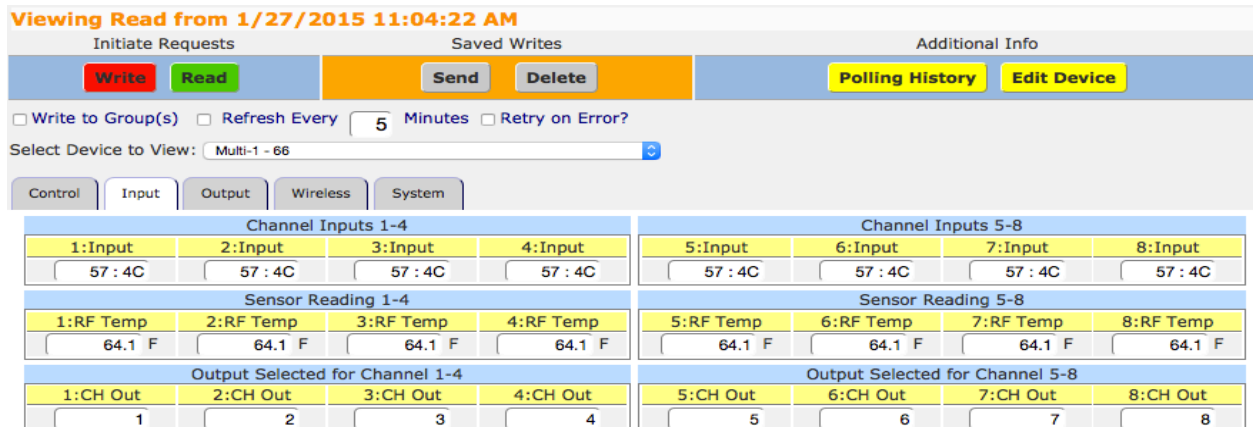 Viewing Read from 1/27/2015 11:04:22 AM
Initiate Requests Saved Writes Additional Info
Write Read Send Delete Polling History Edit Device
Write to Group(s) Refresh Every 5 Minutes Retry on Error?
Select Device to View: Multi-1 - 66
Control Input Output Wireless System
Channel Inputs 1-4 Channel Inputs 5-8
1:Input 2:Input 3:Input 4:Input 5:Input 6:Input 7:Input 8:Input
57 : 4C 57 : 4C 57 : 4C 57 : 4C 57 : 4C 57 : 4C 57 : 4C 57 : 4C
Sensor Reading 1-4 Sensor Reading 5-8
1:RF Temp 2:RF Temp 3:RF Temp 4:RF Temp 5:RF Temp 6:RF Temp 7:RF Temp 8:RF Temp
64.1 F 64.1 F 64.1 F 64.1 F 64.1 F 64.1 F 64.1 F 64.1 F
Output Selected for Channel 1-4 Output Selected for Channel 5-8
1:CH Out 2:CH Out 3:CH Out 4:CH Out 5:CH Out 6:CH Out 7:CH Out 8:CH Out
1 2 3 4 5 6 7 8